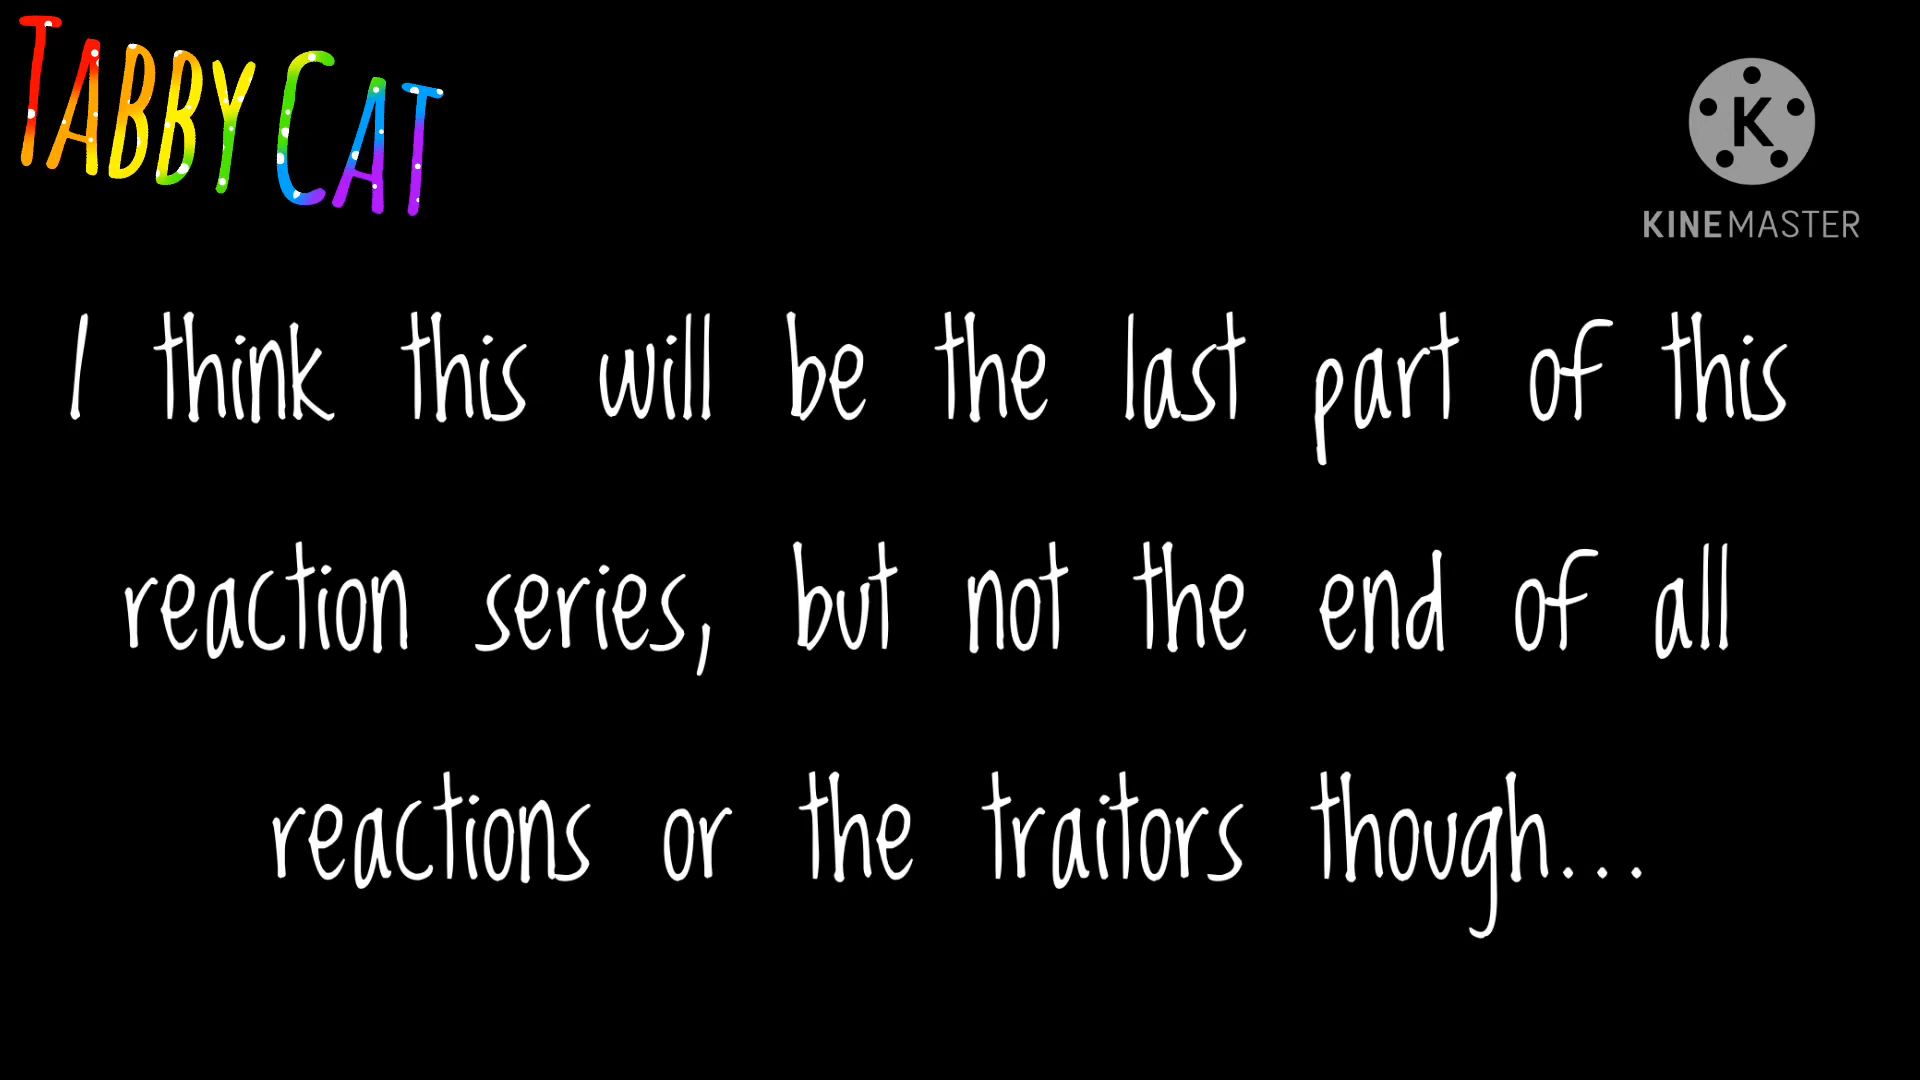 Tabby Cat
K
KINEMASTER
I think this will be the last part of this
reaction series, but not the end of all
reactions or the traitors though...